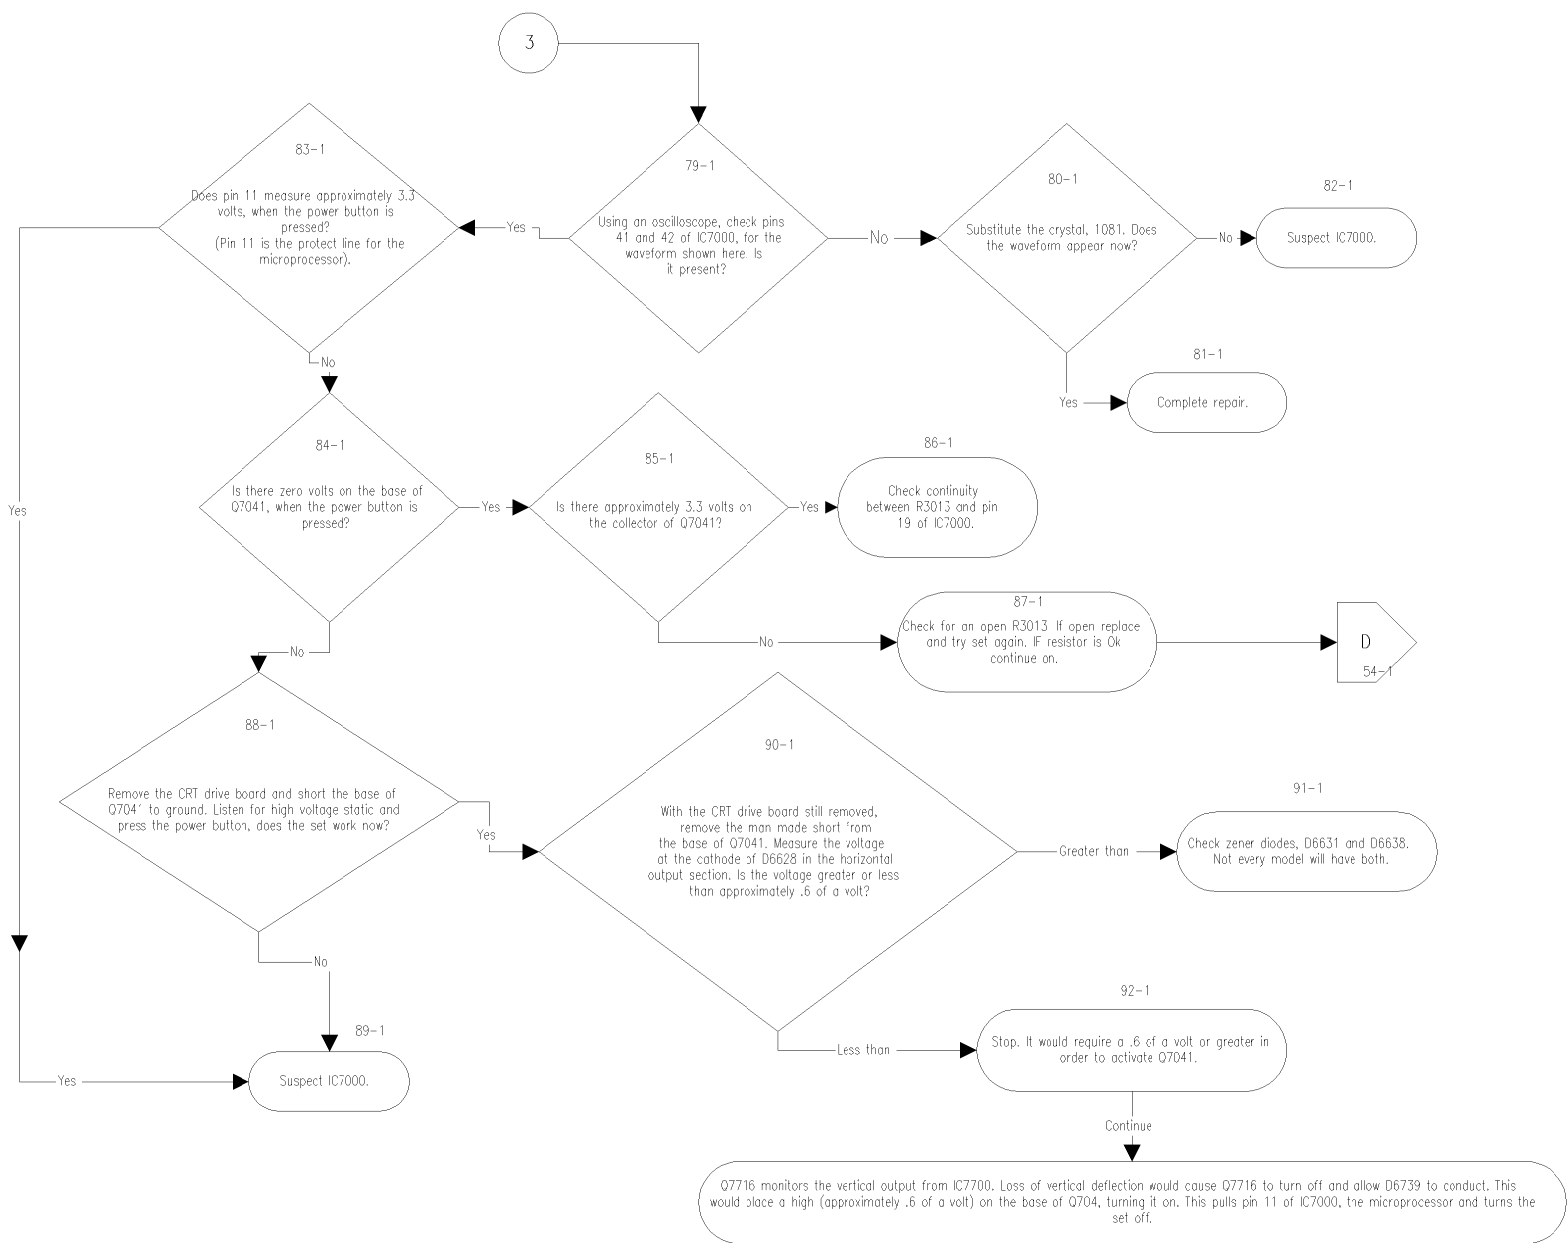 3
83-1
Does pin 11 measure approximately 3.3
volts, when the power button is
pressed?
(Pin 11 is the protect line for the
microprocessor).
79-1
Using an oscilloscope, check pins
41 and 42 of IC7000, for the
waveform shown here. Is
it present?
80-1
Substitute the crystal, 1081. Does
the waveform appear now?
82-1
Suspect IC7000.
Yes
No
No
81-1
Complete repair.
Yes
No
84-1
Is there zero volts on the base of
Q7041, when the power button is
pressed?
Yes
85-1
Is there approximately 3.3 volts on
the collector of Q7041?
Yes
86-1
Check continuity
between R3013 and pin
19 of IC7000.
Yes
No
No
87-1
Check for an open R3013 If open replace
and try set again. IF resistor is Ok
continue on.
D
54-1
88-1
Remove the CRT drive board and short the base of
Q7041 to ground. Listen for high voltage static and
press the power button, does the set work now?
Yes
90-1
With the CRT drive board still removed,
remove the man made short from
the base of Q7041. Measure the voltage
at the cathode of D6628 in the horizontal
output section. Is the voltage greater or less
than approximately .6 of a volt?
Greater than
91-1
Check zener diodes, D6631 and D6638.
Not every model will have both.
No
89-1
Suspect IC7000.
Yes
Less than
92-1
Stop. It would require a .6 of a volt or greater in
order to activate Q7041.
Continue
Q7716 monitors the vertical output from IC7700. Loss of vertical deflection would cause Q7716 to turn off and allow D6739 to conduct. This
would place a high (approximately .6 of a volt) on the base of Q704, turning it on. This pulls pin 11 of IC7000, the microprocessor and turns the
set off.